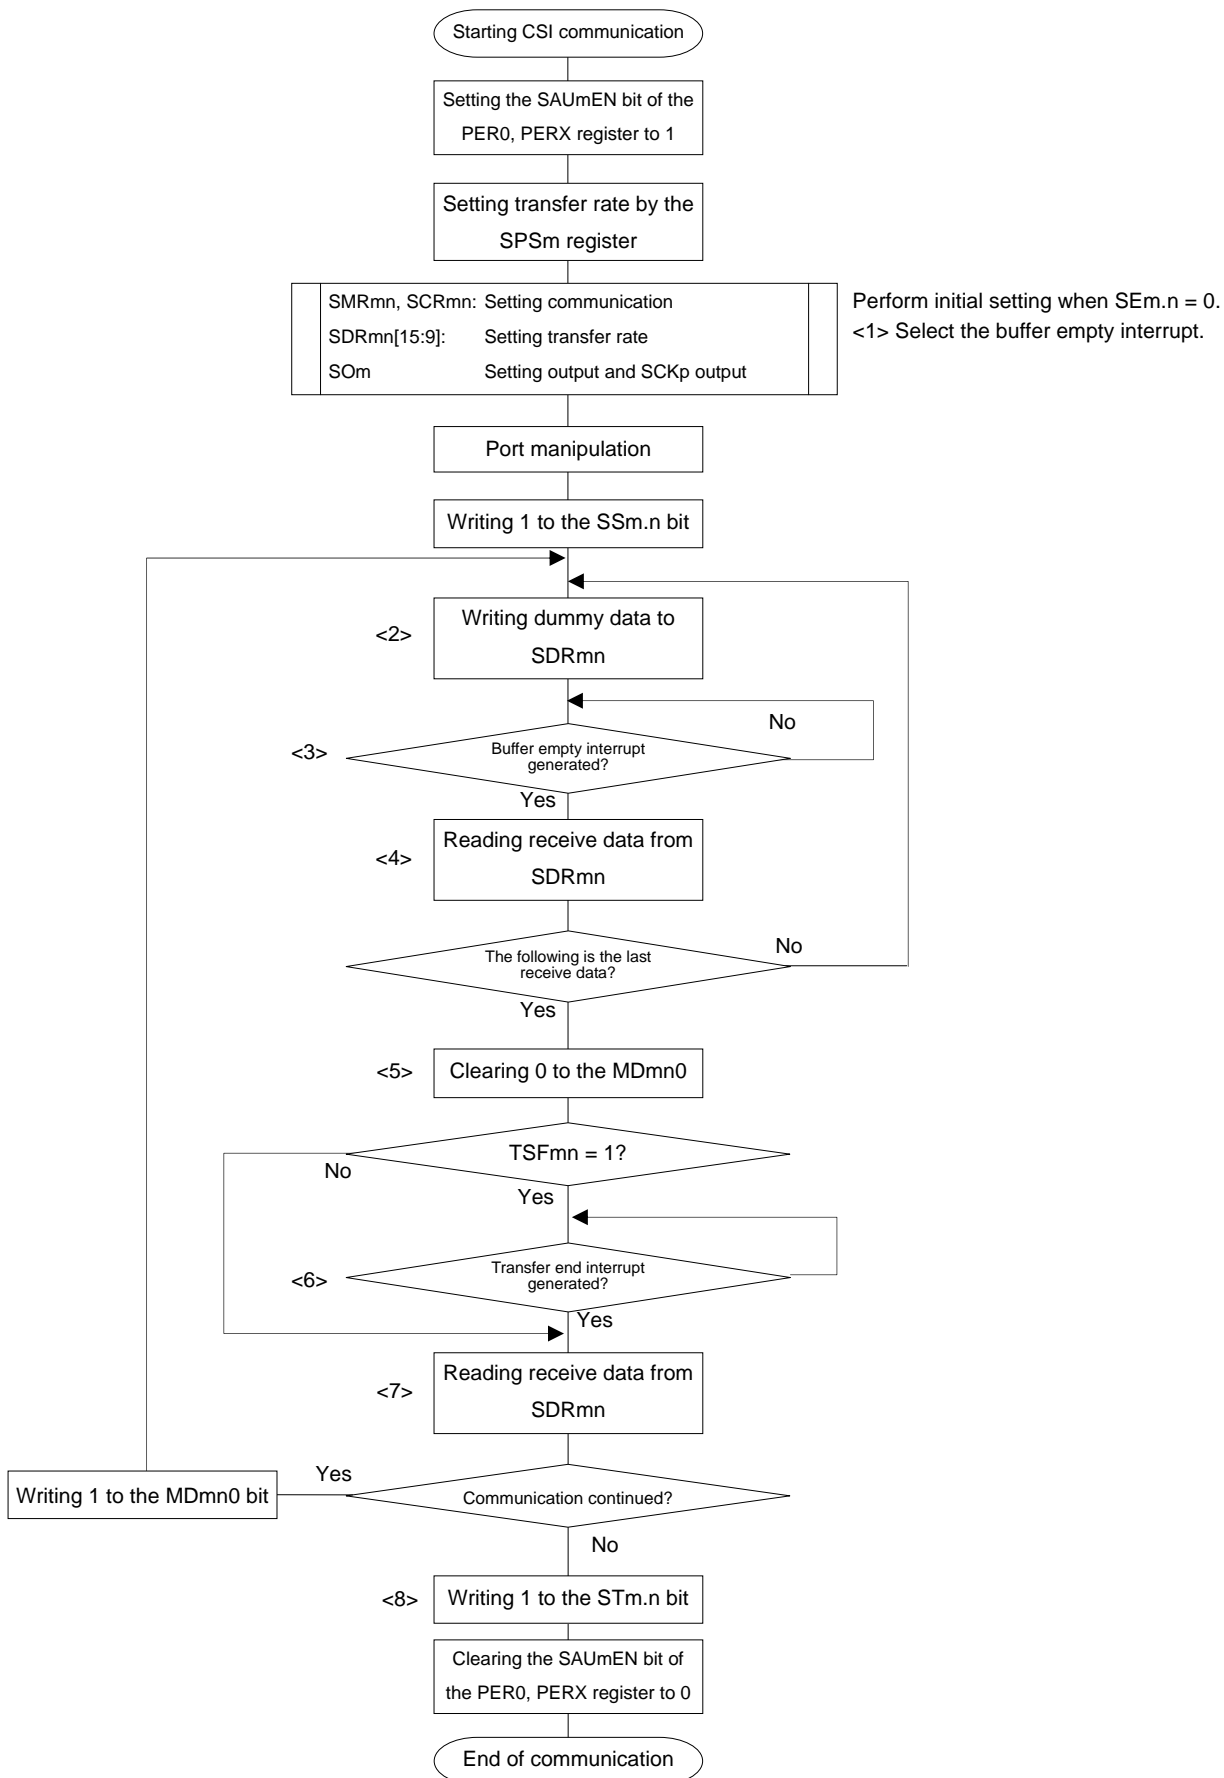 Starting CSI communication
Setting the SAUmEN bit of the
PER0, PERX register to 1
Setting transfer rate by the
SPSm register
SMRmn, SCRmn: Setting communication
SDRmn[15:9]: Setting transfer rate
SOm Setting output and SCKp output
Perform initial setting when SEm.n = 0.
<1> Select the buffer empty interrupt.
Port manipulation
Writing 1 to the SSm.n bit
<2>
Writing dummy data to
SDRmn
No
<3>
Buffer empty interrupt
generated?
Yes
<4>
Reading receive data from
SDRmn
The following is the last
receive data?
No
Yes
<5>
Clearing 0 to the MDmn0
TSFmn = 1?
No
Yes
<6>
Transfer end interrupt
generated?
Yes
<7>
Reading receive data from
SDRmn
Writing 1 to the MDmn0 bit
Yes
Communication continued?
No
<8>
Writing 1 to the STm.n bit
Clearing the SAUmEN bit of
the PER0, PERX register to 0
End of communication